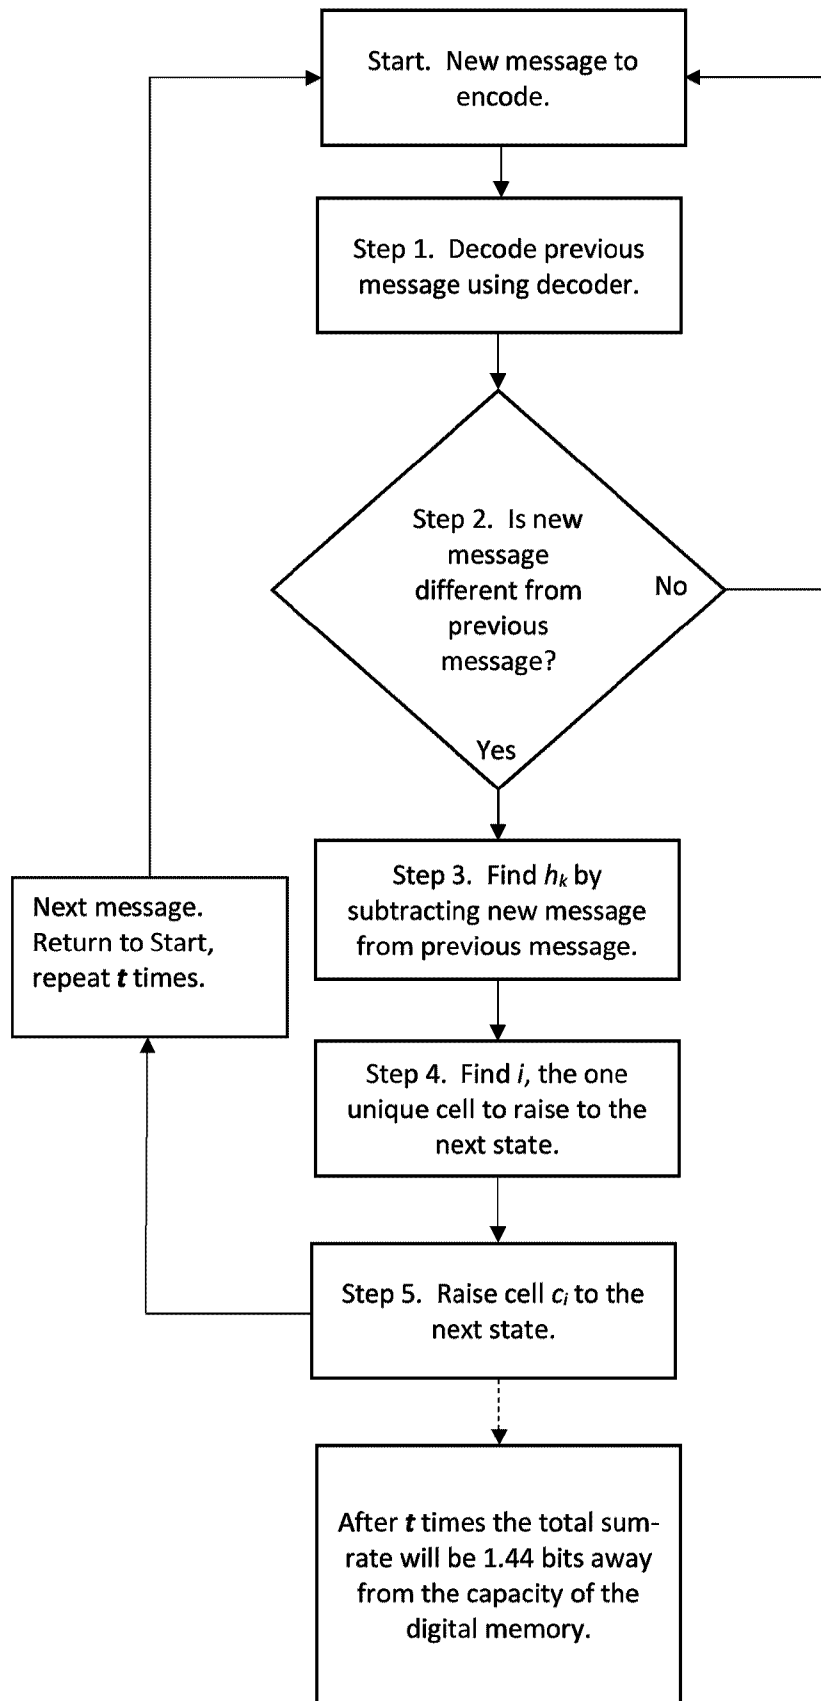 Start. New message to
encode.
Step 1. Decode previous
message using decoder.
Step 2. Is new
message
different from
previous
message?
No
Yes
Step 3. Find hk by
subtracting new message
from previous message.
Next message.
Return to Start,
repeat t times.
Step 4. Find i, the one
unique cell to raise to the
next state.
Step 5. Raise cell ci to the
next state.
After t times the total sum-
rate will be 1.44 bits away
from the capacity of the
digital memory.